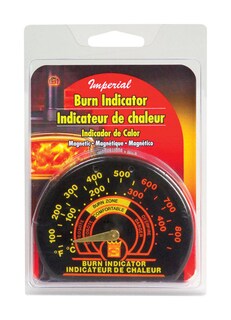 Imperial
Burn Indicator
Indicateur de chaleur
Indicador de Calor
Magnetic - Magnétique - Magnético
100 200 300 400 500 600 700 800
100 200 300 400
BURN ZONE
COMFORTABLE
°F °C
BURN INDICATOR
INDICATEUR DE CHALEUR